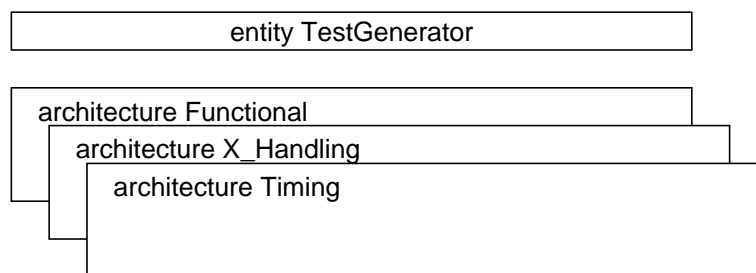 entity TestGenerator
architecture Functional
architecture X_Handling
architecture Timing